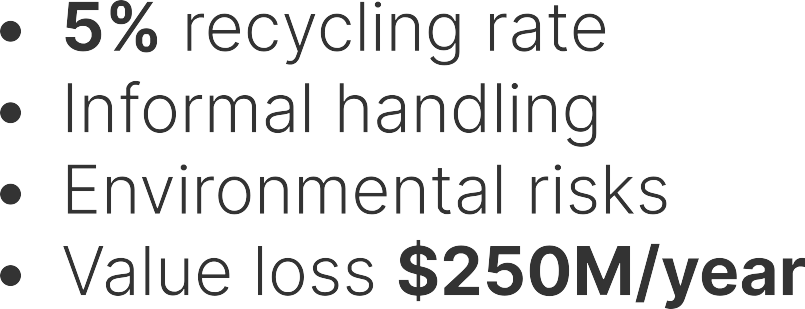 • 5% recycling rate
• Informal handling
• Environmental risks
• Value loss $250M/year